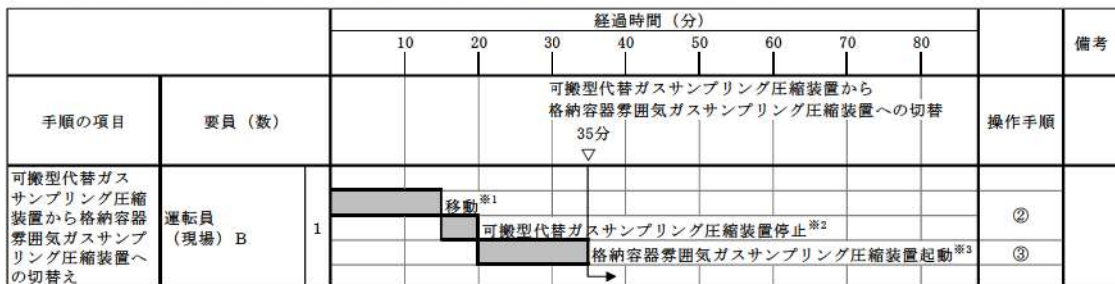 経過時間（分）
備考
10 20 30 40 50 60 70 80
手順の項目
要員（数）
可搬型代替ガスサンプリング圧縮装置から
格納容器雰囲気ガスサンプリング圧縮装置への切替
35分
▽
操作手順
可搬型代替ガス
サンプリング圧縮
装置から格納容器
雰囲気ガスサンプ
リング圧縮装置へ
の切替え
運転員
（現場）B
1
移動※1
可搬型代替ガスサンプリング圧縮装置停止※2
格納容器雰囲気ガスサンプリング圧縮装置起動※3
②
③